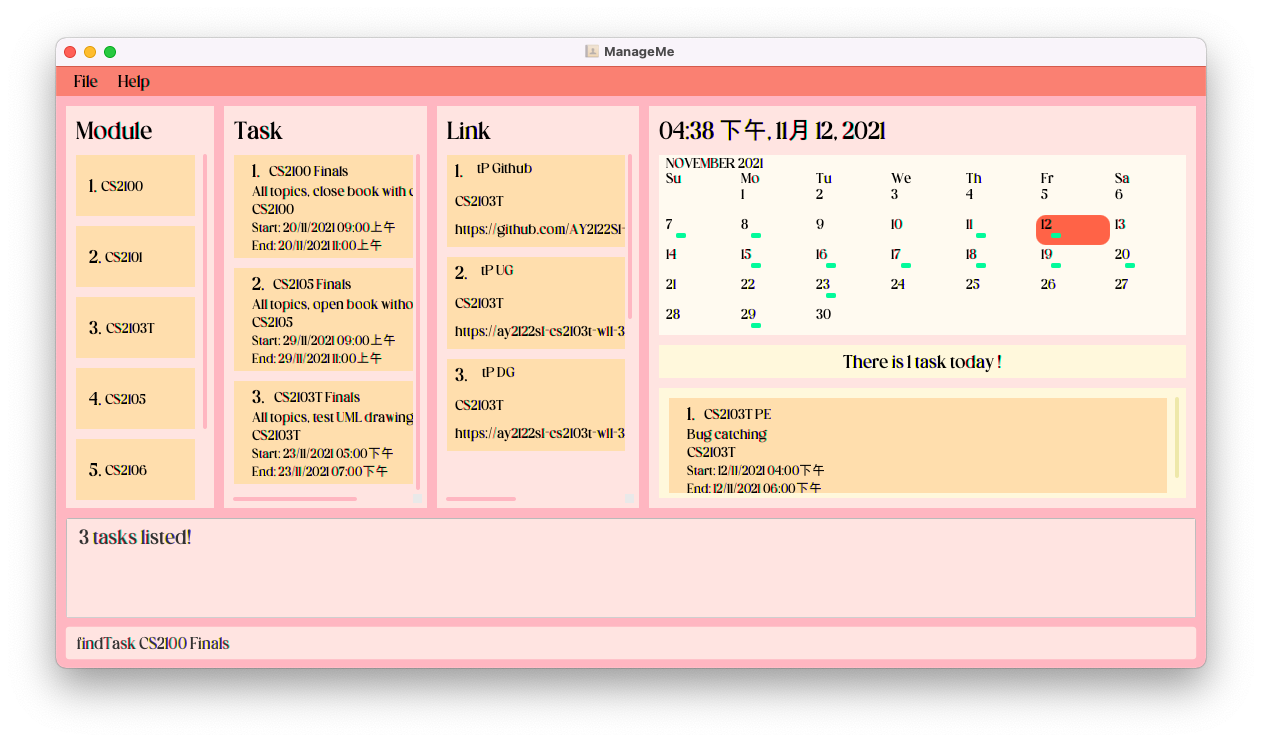 ManageMe
File Help
Module
1. CS2100
2. CS2101
3. CS2103T
4. CS2105
5. CS2106
Task
1. CS2100 Finals
All topics, close book with c
CS2100
Start: 20/11/2021 09:00上午
End: 20/11/2021 11:00上午
2. CS2105 Finals
All topics, open book witho
CS2105
Start: 29/11/2021 09:00上午
End: 29/11/2021 11:00上午
3. CS2103T Finals
All topics, test UML drawing
CS2103T
Start: 23/11/2021 05:00下午
End: 23/11/2021 07:00下午
Link
1. tP Github
CS2103T
https://github.com/AY2122S1-
2. tP UG
CS2103T
https://ay2122s1-cs2103t-w11-3
3. tP DG
CS2103T
https://ay2122s1-cs2103t-w11-3
04:38 下午, 11月 12, 2021
NOVEMBER 2021
Su Mo Tu We Th Fr Sa
1 2 3 4 5 6
7 8 9 10 11 12 13
14 15 16 17 18 19 20
21 22 23 24 25 26 27
28 29 30
There is 1 task today !
1. CS2103T PE
Bug catching
CS2103T
Start: 12/11/2021 04:00下午
End: 12/11/2021 06:00下午
3 tasks listed!
findTask CS2100 Finals